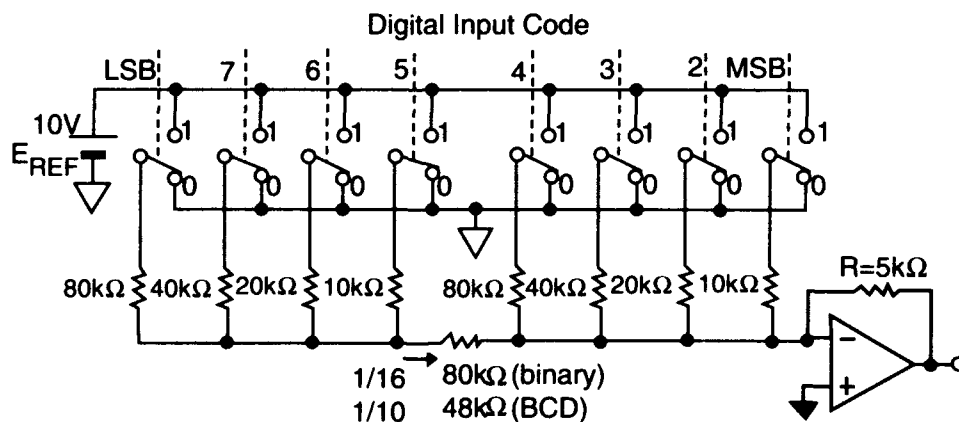 Digital Input Code
LSB 7 6 5 4 3 2 MSB
10V
E_REF
1 1 1 1 1 1 1 1
0 0 0 0 0 0 0 0
80kΩ 40kΩ 20kΩ 10kΩ 80kΩ 40kΩ 20kΩ 10kΩ
R=5kΩ
1/16 80kΩ (binary)
1/10 48kΩ (BCD)
−
+